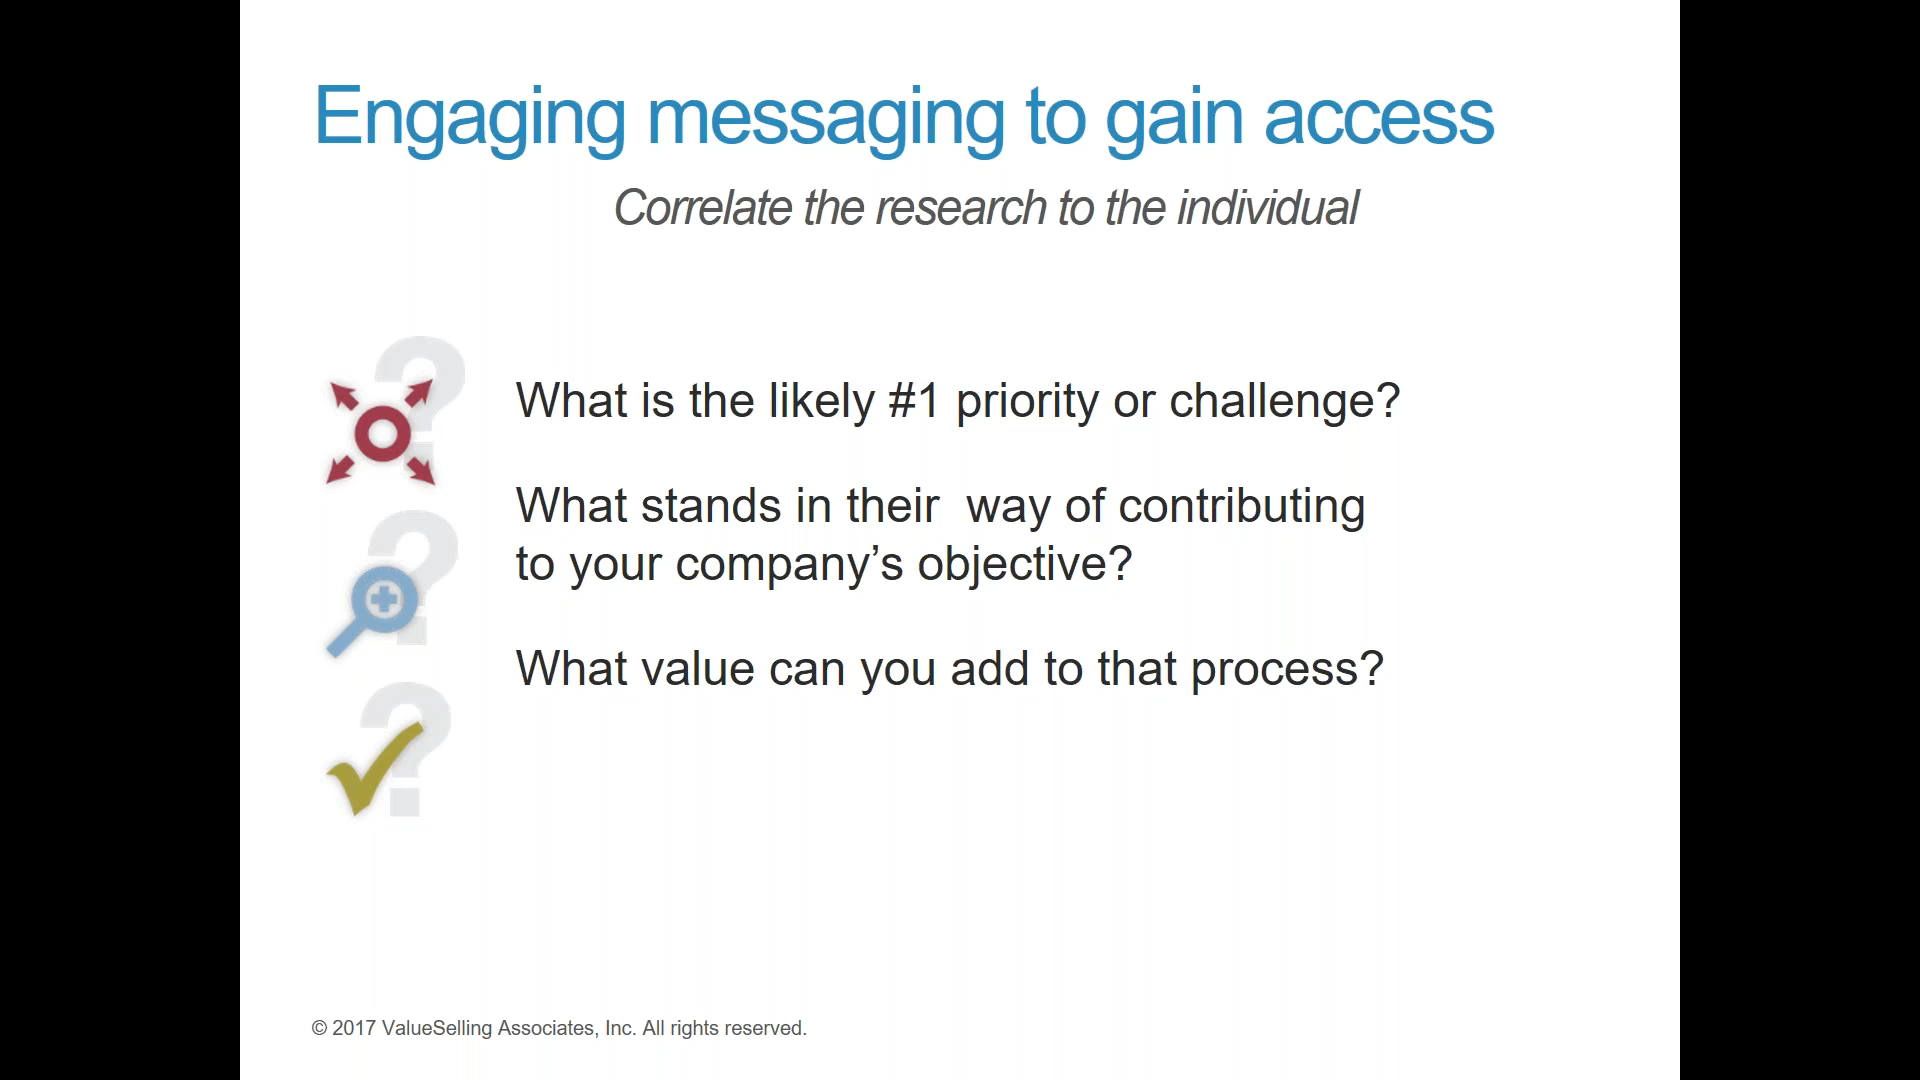 Engaging messaging to gain access
Correlate the research to the individual
What is the likely #1 priority or challenge?
What stands in their  way of contributing
to your company’s objective?
What value can you add to that process?
© 2017 ValueSelling Associates, Inc. All rights reserved.